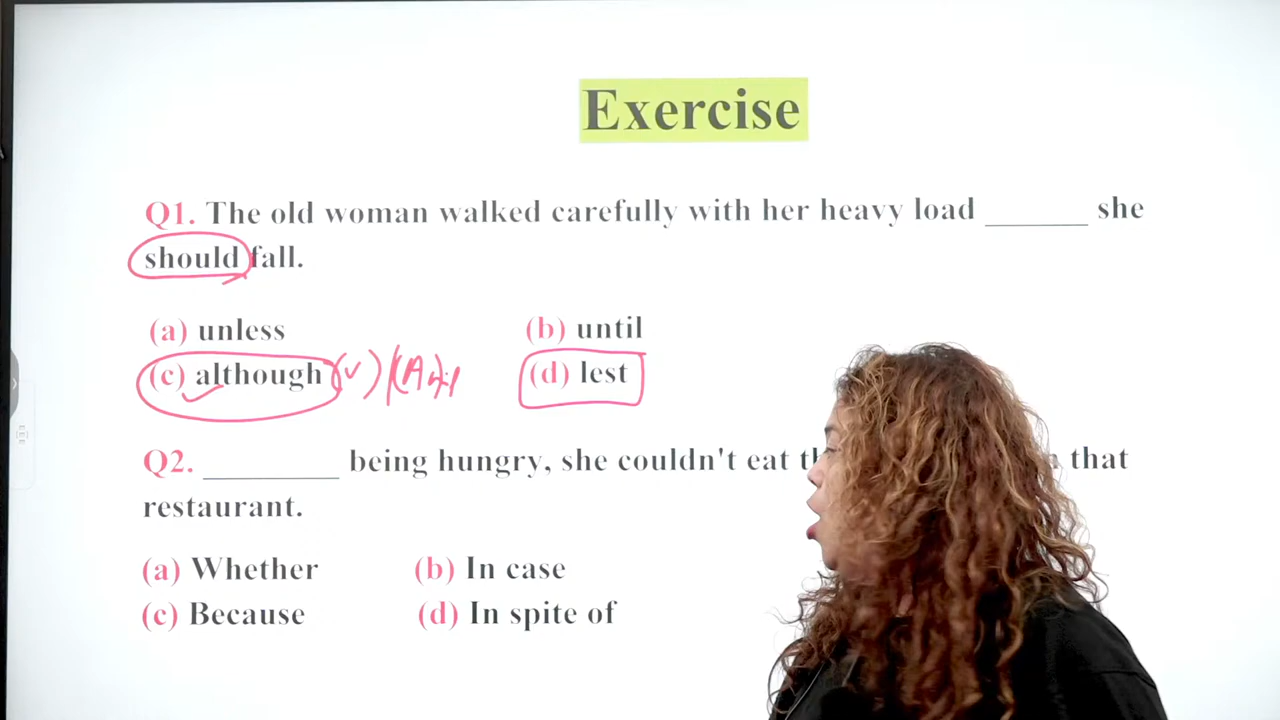 Exercise
Q1. The old woman walked carefully with her heavy load _______ she
should fall.
(a) unless (b) until
(c) although (d) lest
Q2. _________ being hungry, she couldn't eat that
restaurant.
(a) Whether (b) In case
(c) Because (d) In spite of